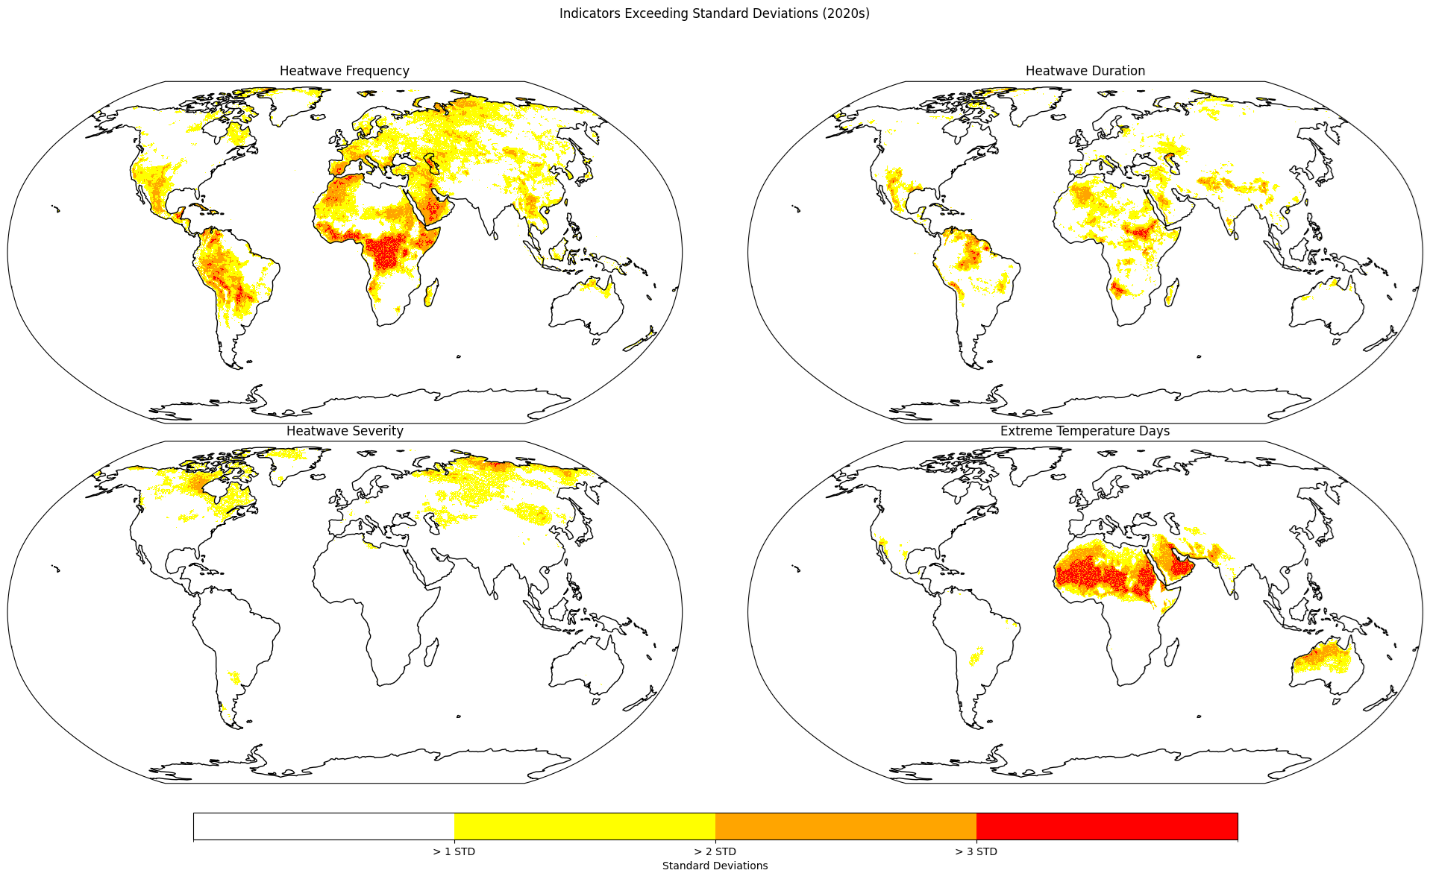 Indicators Exceeding Standard Deviations (2020s)
Heatwave Frequency
Heatwave Duration
Heatwave Severity
Extreme Temperature Days
> 1 STD
> 2 STD
> 3 STD
Standard Deviations